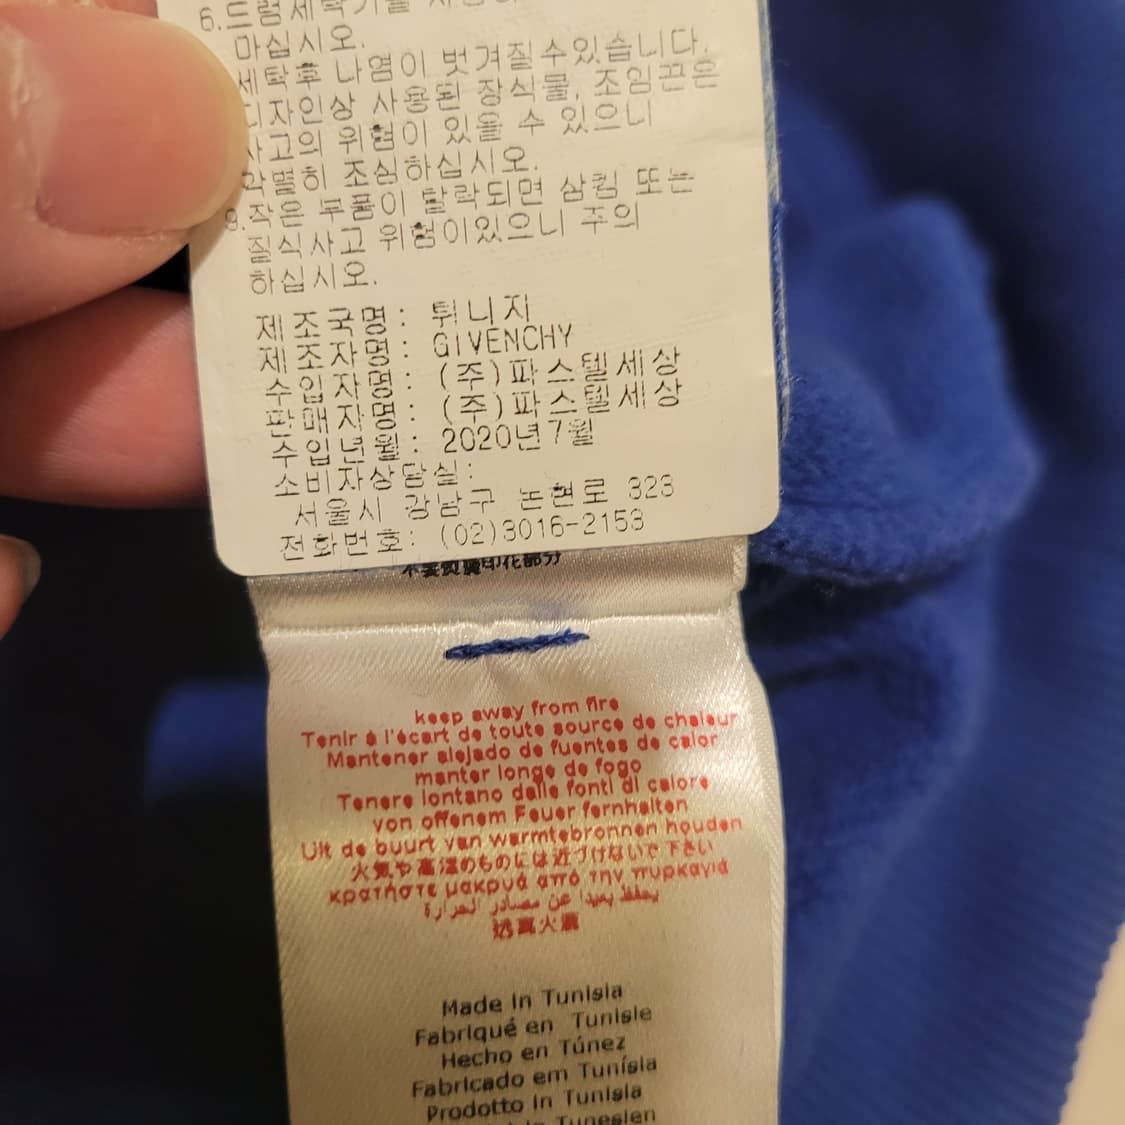 6.드럼세탁기를
마십시오.
세탁후 나염이 벗겨질수있습니다.
디자인상 사용된 장식물, 조임끈은
사고의 위험이 있을 수 있으니
각별히 조심하십시오.
9.작은 부품이 탈락되면 삼킴 또는
질식사고 위험이있으니 주의
하십시오.
제조국명: 튀니지
제조자명: GIVENCHY
수입자명: (주)파스텔세상
판매자명: (주)파스텔세상
수입년월: 2020년7월
소비자상담실:
서울시 강남구 논현로 323
전화번호: (02)3016-2153
不要熨燙印花部分
keep away from fire
Tenir à l'écart de toute source de chaleur
Mantener alejado de fuentes de calor
manter longe de fogo
Tenere lontano dalle fonti di calore
von offenem Feuer fernhalten
Uit de buurt van warmtebronnen houden
火気や高温のものには近づけないで下さい
κρατήστε μακρυά από την πυρκαγιά
يحفظ بعيدا عن مصادر الحرارة
远离火源
Made in Tunisia
Fabriqué en Tunisie
Hecho en Túnez
Fabricado em Tunísia
Prodotto in Tunisia
in Tunesien